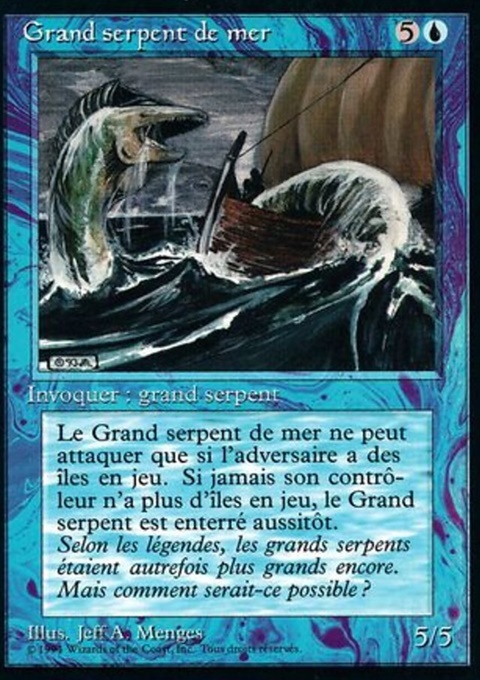 Grand serpent de mer 5
Invoquer : grand serpent
Le Grand serpent de mer ne peut
attaquer que si l'adversaire a des
îles en jeu. Si jamais son contrô-
leur n'a plus d'îles en jeu, le Grand
serpent est enterré aussitôt.
Selon les légendes, les grands serpents
étaient autrefois plus grands encore.
Mais comment serait-ce possible ?
Illus. Jeff A. Menges
5/5
Wizards of the Coast, Inc. Tous droits réservés.